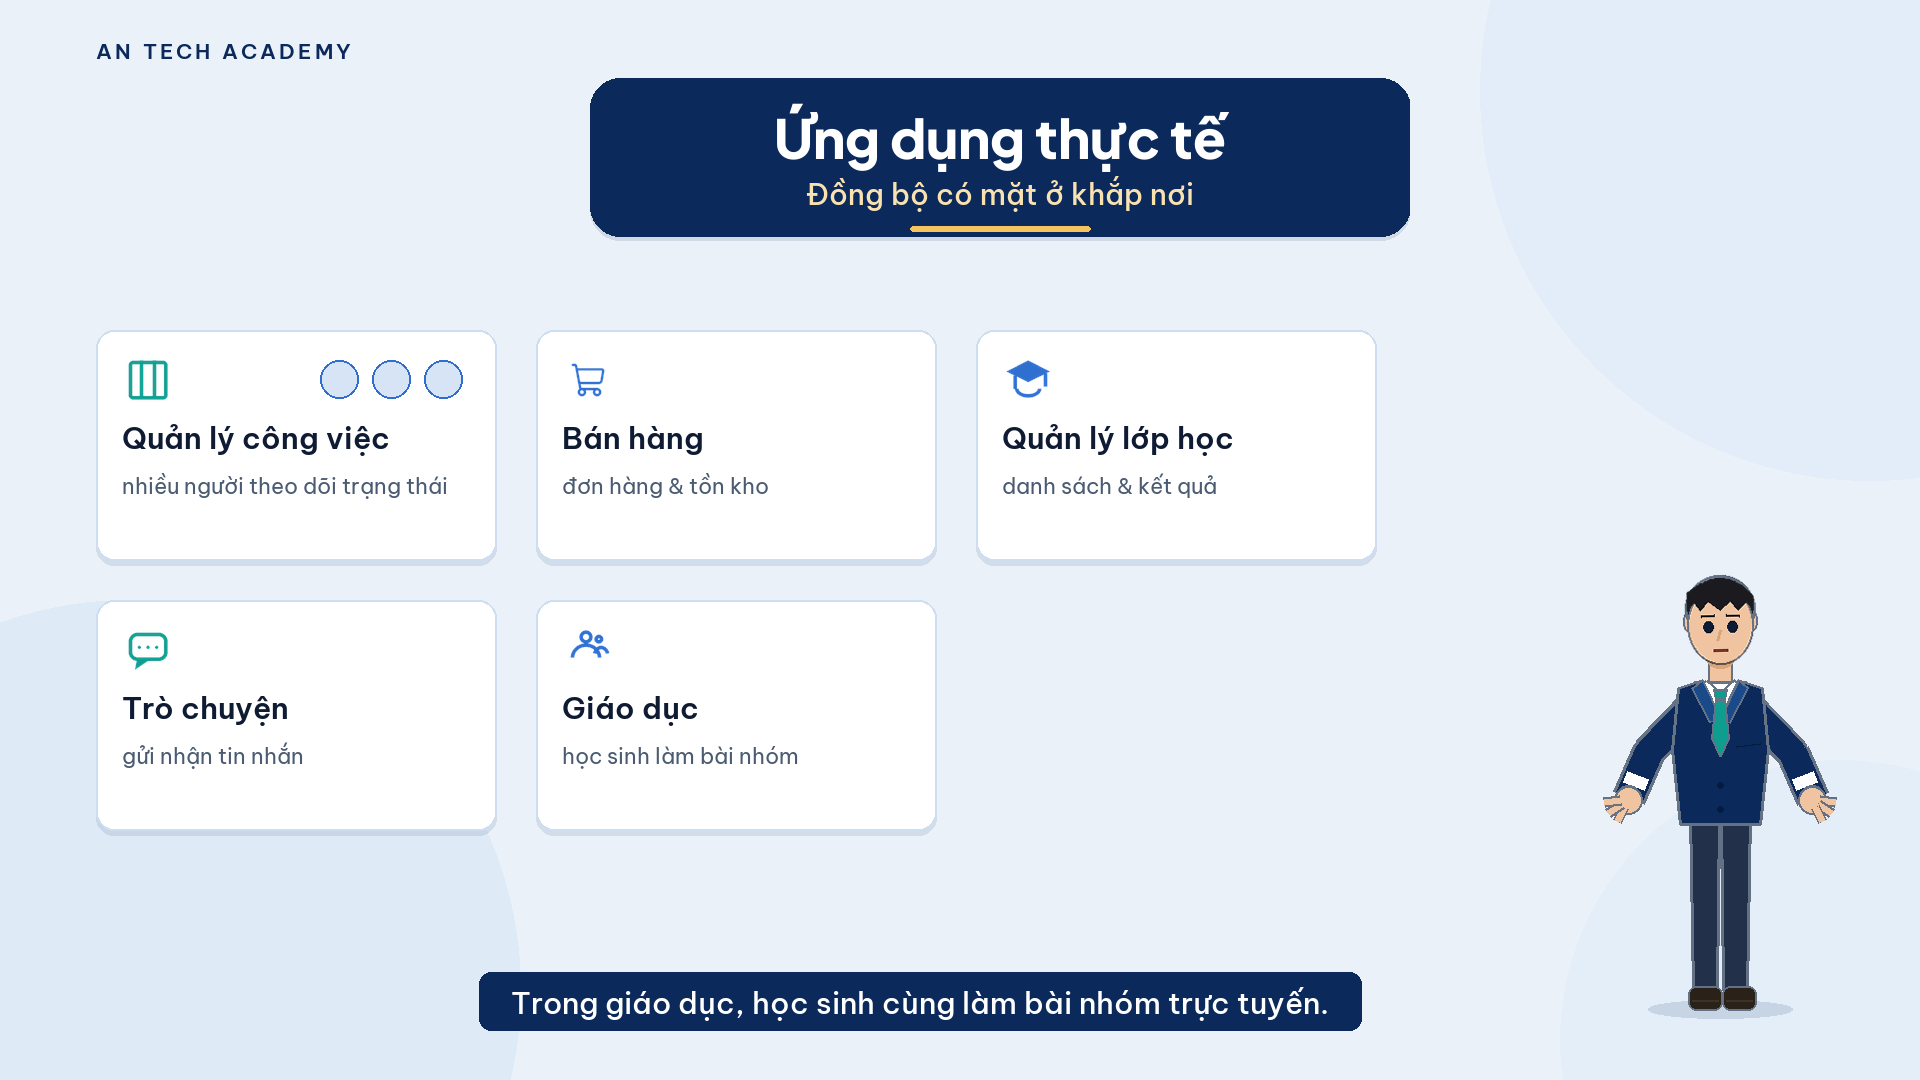 AN TECH ACADEMY
Ứng dụng thực tế
Đồng bộ có mặt ở khắp nơi
Quản lý công việc
nhiều người theo dõi trạng thái
Bán hàng
đơn hàng & tồn kho
Quản lý lớp học
danh sách & kết quả
Trò chuyện
gửi nhận tin nhắn
Giáo dục
học sinh làm bài nhóm
Trong giáo dục, học sinh cùng làm bài nhóm trực tuyến.